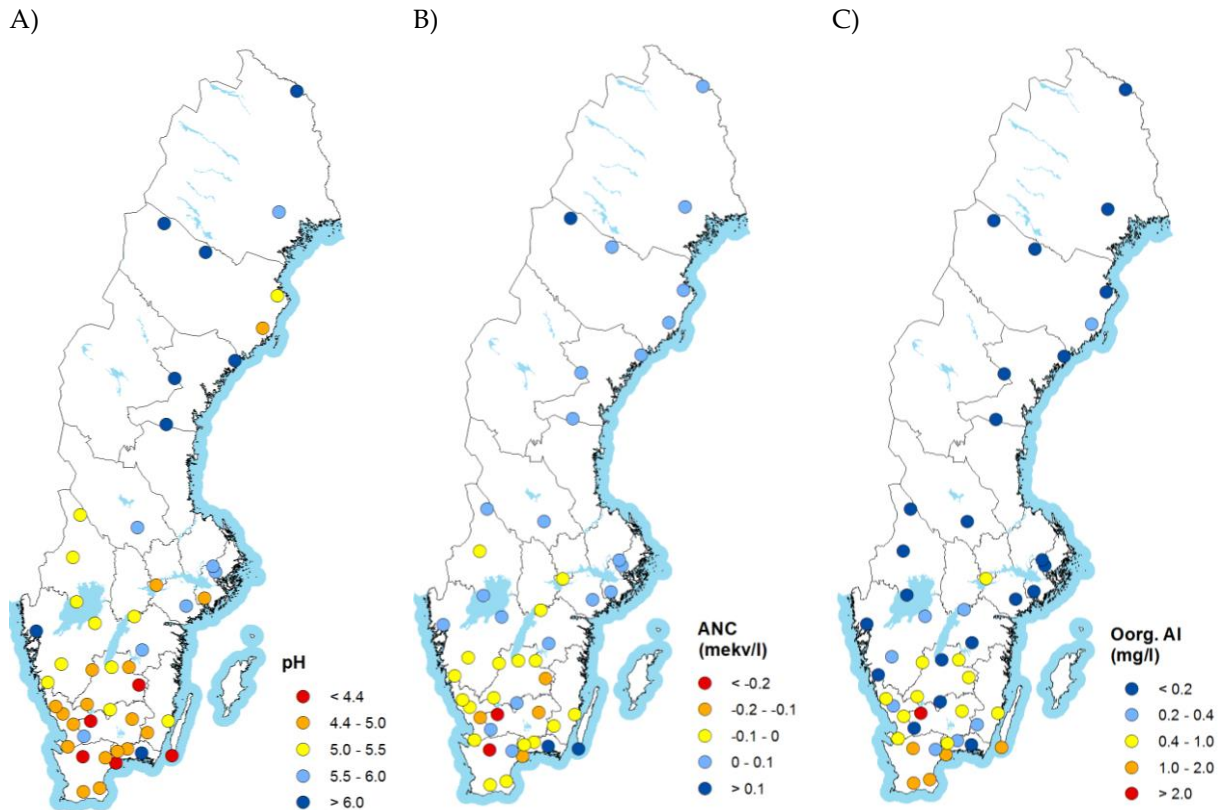 A)
B)
C)
pH
< 4.4
4.4 - 5.0
5.0 - 5.5
5.5 - 6.0
> 6.0
ANC
(mekv/l)
< -0.2
-0.2 - -0.1
-0.1 - 0
0 - 0.1
> 0.1
Oorg. Al
(mg/l)
< 0.2
0.2 - 0.4
0.4 - 1.0
1.0 - 2.0
> 2.0